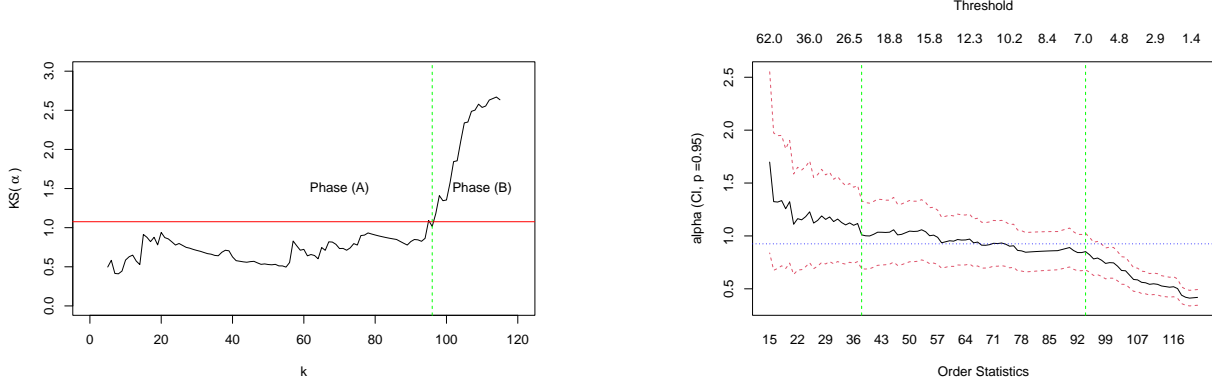 3.0
2.5
2.0
1.5
1.0
0.5
0.0
KS( α )
Phase (A) Phase (B)
0 20 40 60 80 100 120
k
Threshold
62.0 36.0 26.5 18.8 15.8 12.3 10.2 8.4 7.0 4.8 2.9 1.4
2.5
2.0
1.5
1.0
0.5
alpha (CI, p =0.95)
15 22 29 36 43 50 57 64 71 78 85 92 99 107 116
Order Statistics